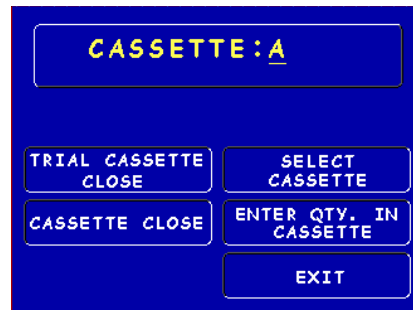 CASSETTE:A
TRIAL CASSETTE
CLOSE
SELECT
CASSETTE
CASSETTE CLOSE
ENTER QTY. IN
CASSETTE
EXIT